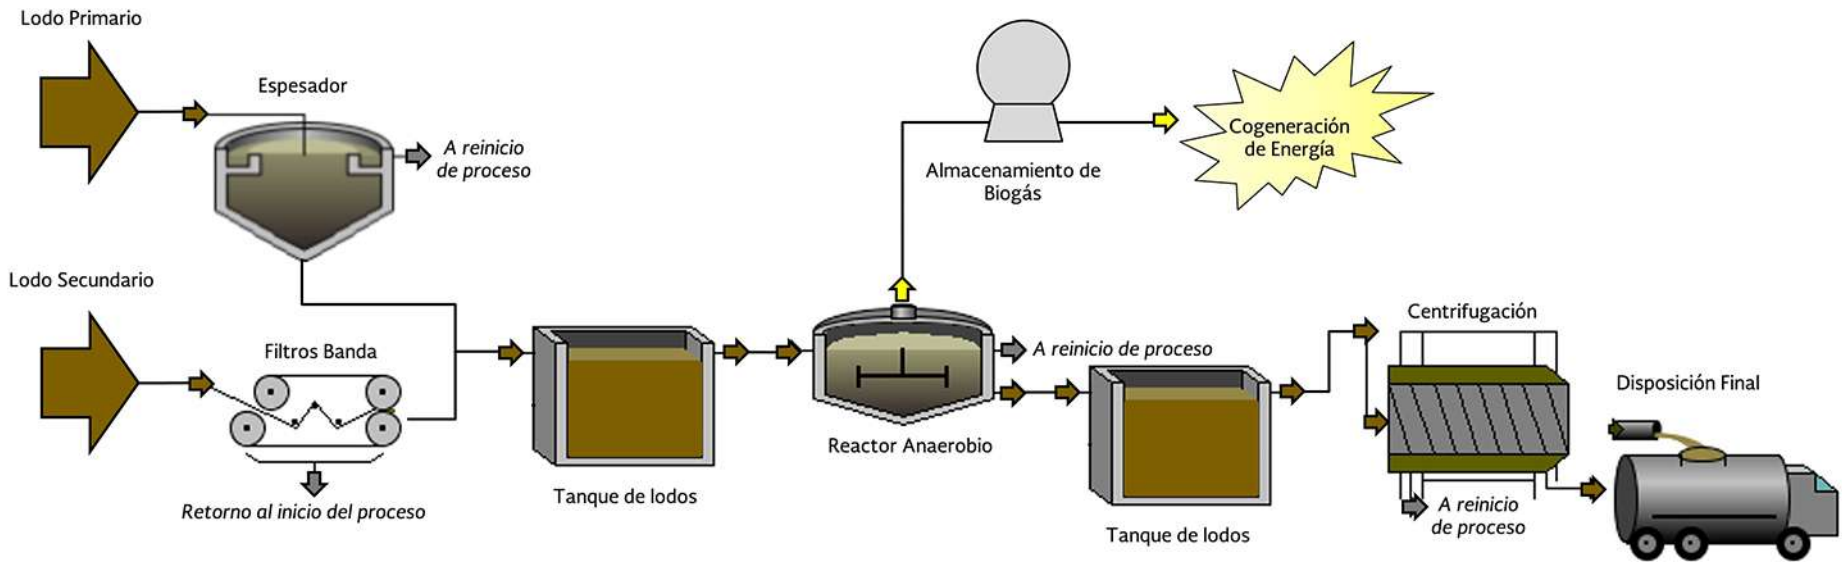 Lodo Primario
Espesador
A reinicio
de proceso
Lodo Secundario
Filtros Banda
Retorno al inicio del proceso
Tanque de lodos
Almacenamiento de
Biogás
Cogeneración
de Energía
A reinicio de proceso
Reactor Anaerobio
Tanque de lodos
Centrifugación
A reinicio
de proceso
Disposición Final